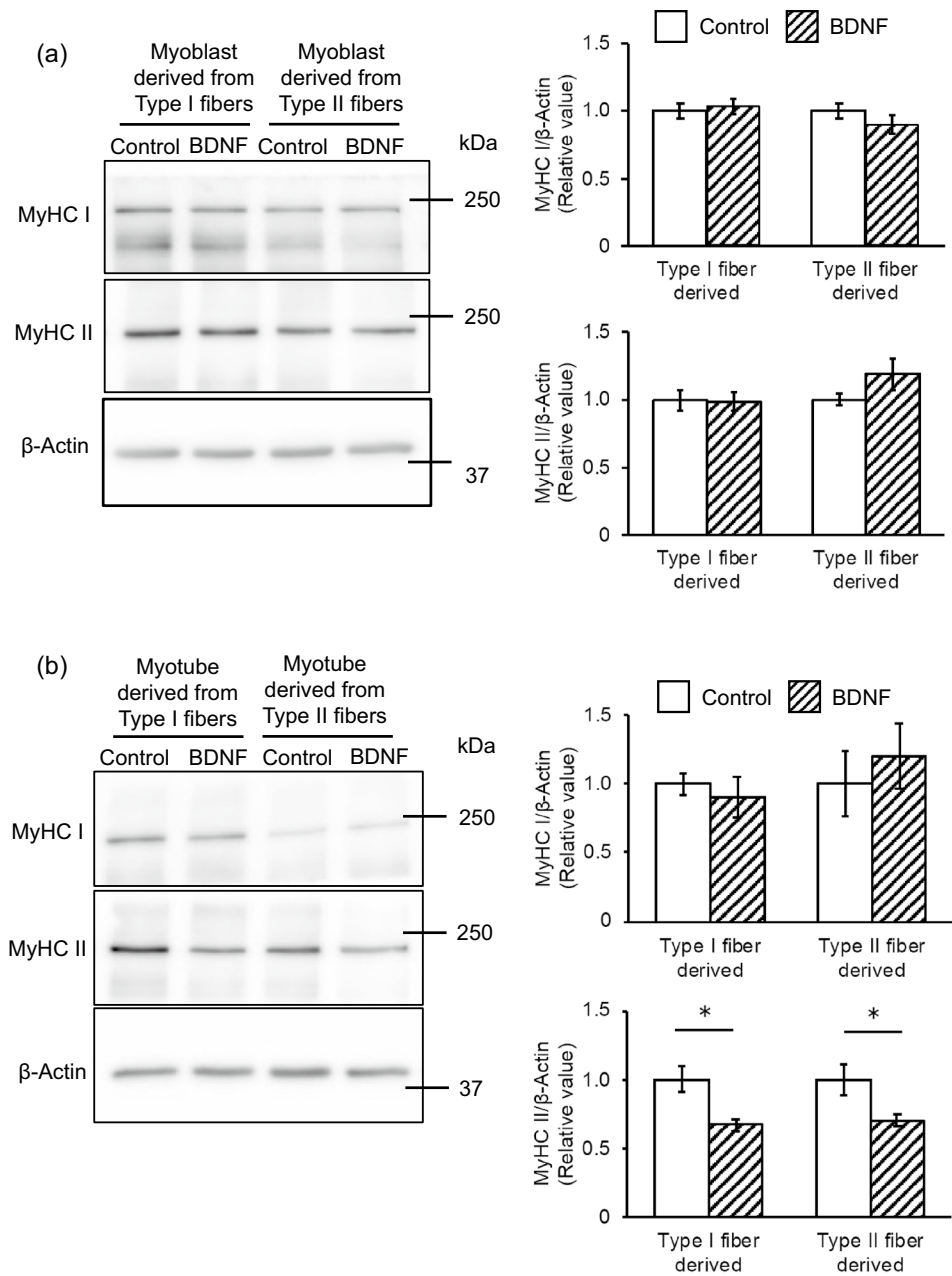 (a)
Myoblast
derived from
Type I fibers
Myoblast
derived from
Type II fibers
Control BDNF Control BDNF
kDa
MyHC I
250
MyHC II
250
β-Actin
37
Control BDNF
MyHC I/β-Actin
(Relative value)
1.5
1.0
0.5
0
Type I fiber
derived
Type II fiber
derived
MyHC II/β-Actin
(Relative value)
1.5
1.0
0.5
0
Type I fiber
derived
Type II fiber
derived
(b)
Myotube
derived from
Type I fibers
Myotube
derived from
Type II fibers
Control BDNF Control BDNF
kDa
MyHC I
250
MyHC II
250
β-Actin
37
Control BDNF
MyHC I/β-Actin
(Relative value)
1.5
1.0
0.5
0
Type I fiber
derived
Type II fiber
derived
MyHC II/β-Actin
(Relative value)
1.5
1.0
0.5
0
* *
Type I fiber
derived
Type II fiber
derived